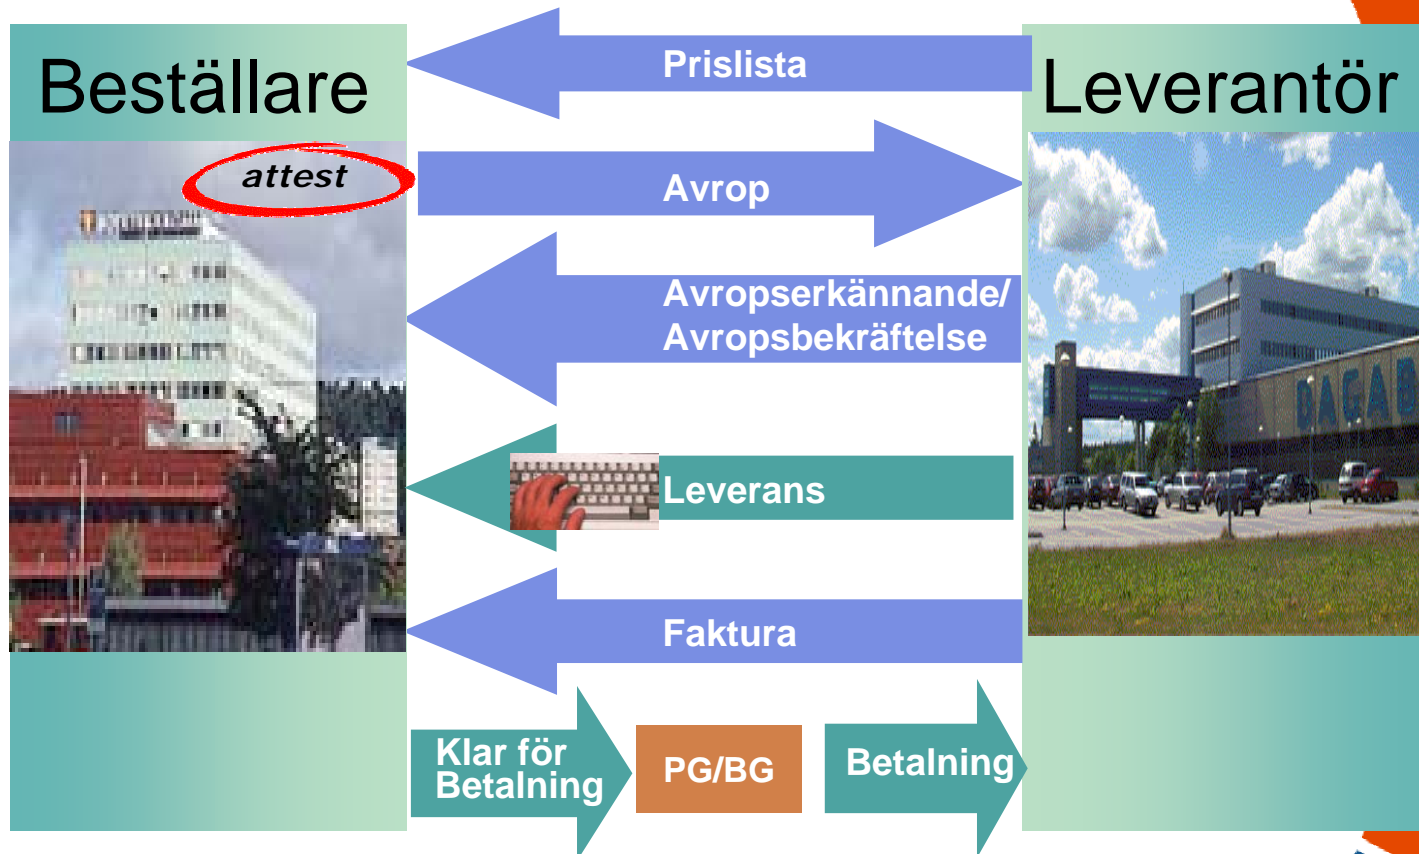 Beställare
Prislista
Leverantör
attest
Avrop
Avropserkännande/
Avropsbekräftelse
DAGAB
Leverans
Faktura
Klar för
Betalning
PG/BG
Betalning